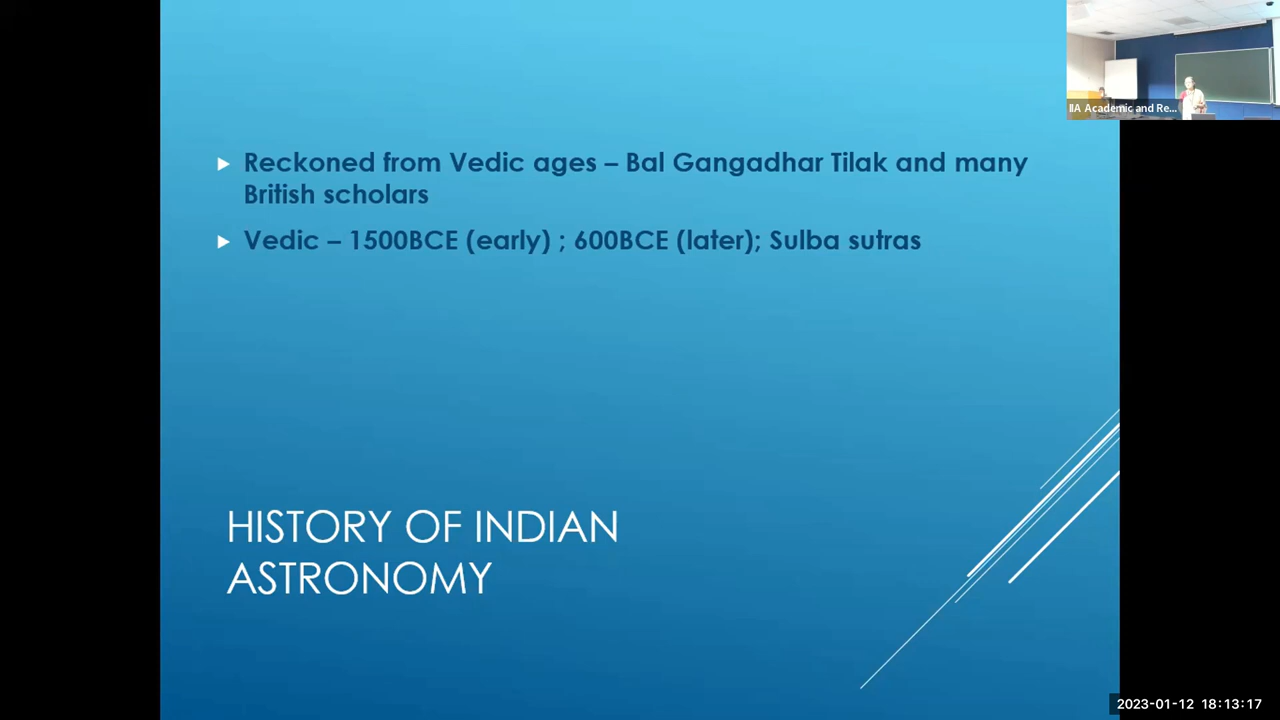 IIA Academic and Re...
Reckoned from Vedic ages – Bal Gangadhar Tilak and many
British scholars
Vedic – 1500BCE (early) ; 600BCE (later); Sulba sutras
HISTORY OF INDIAN
ASTRONOMY
2023-01-12 18:13:17